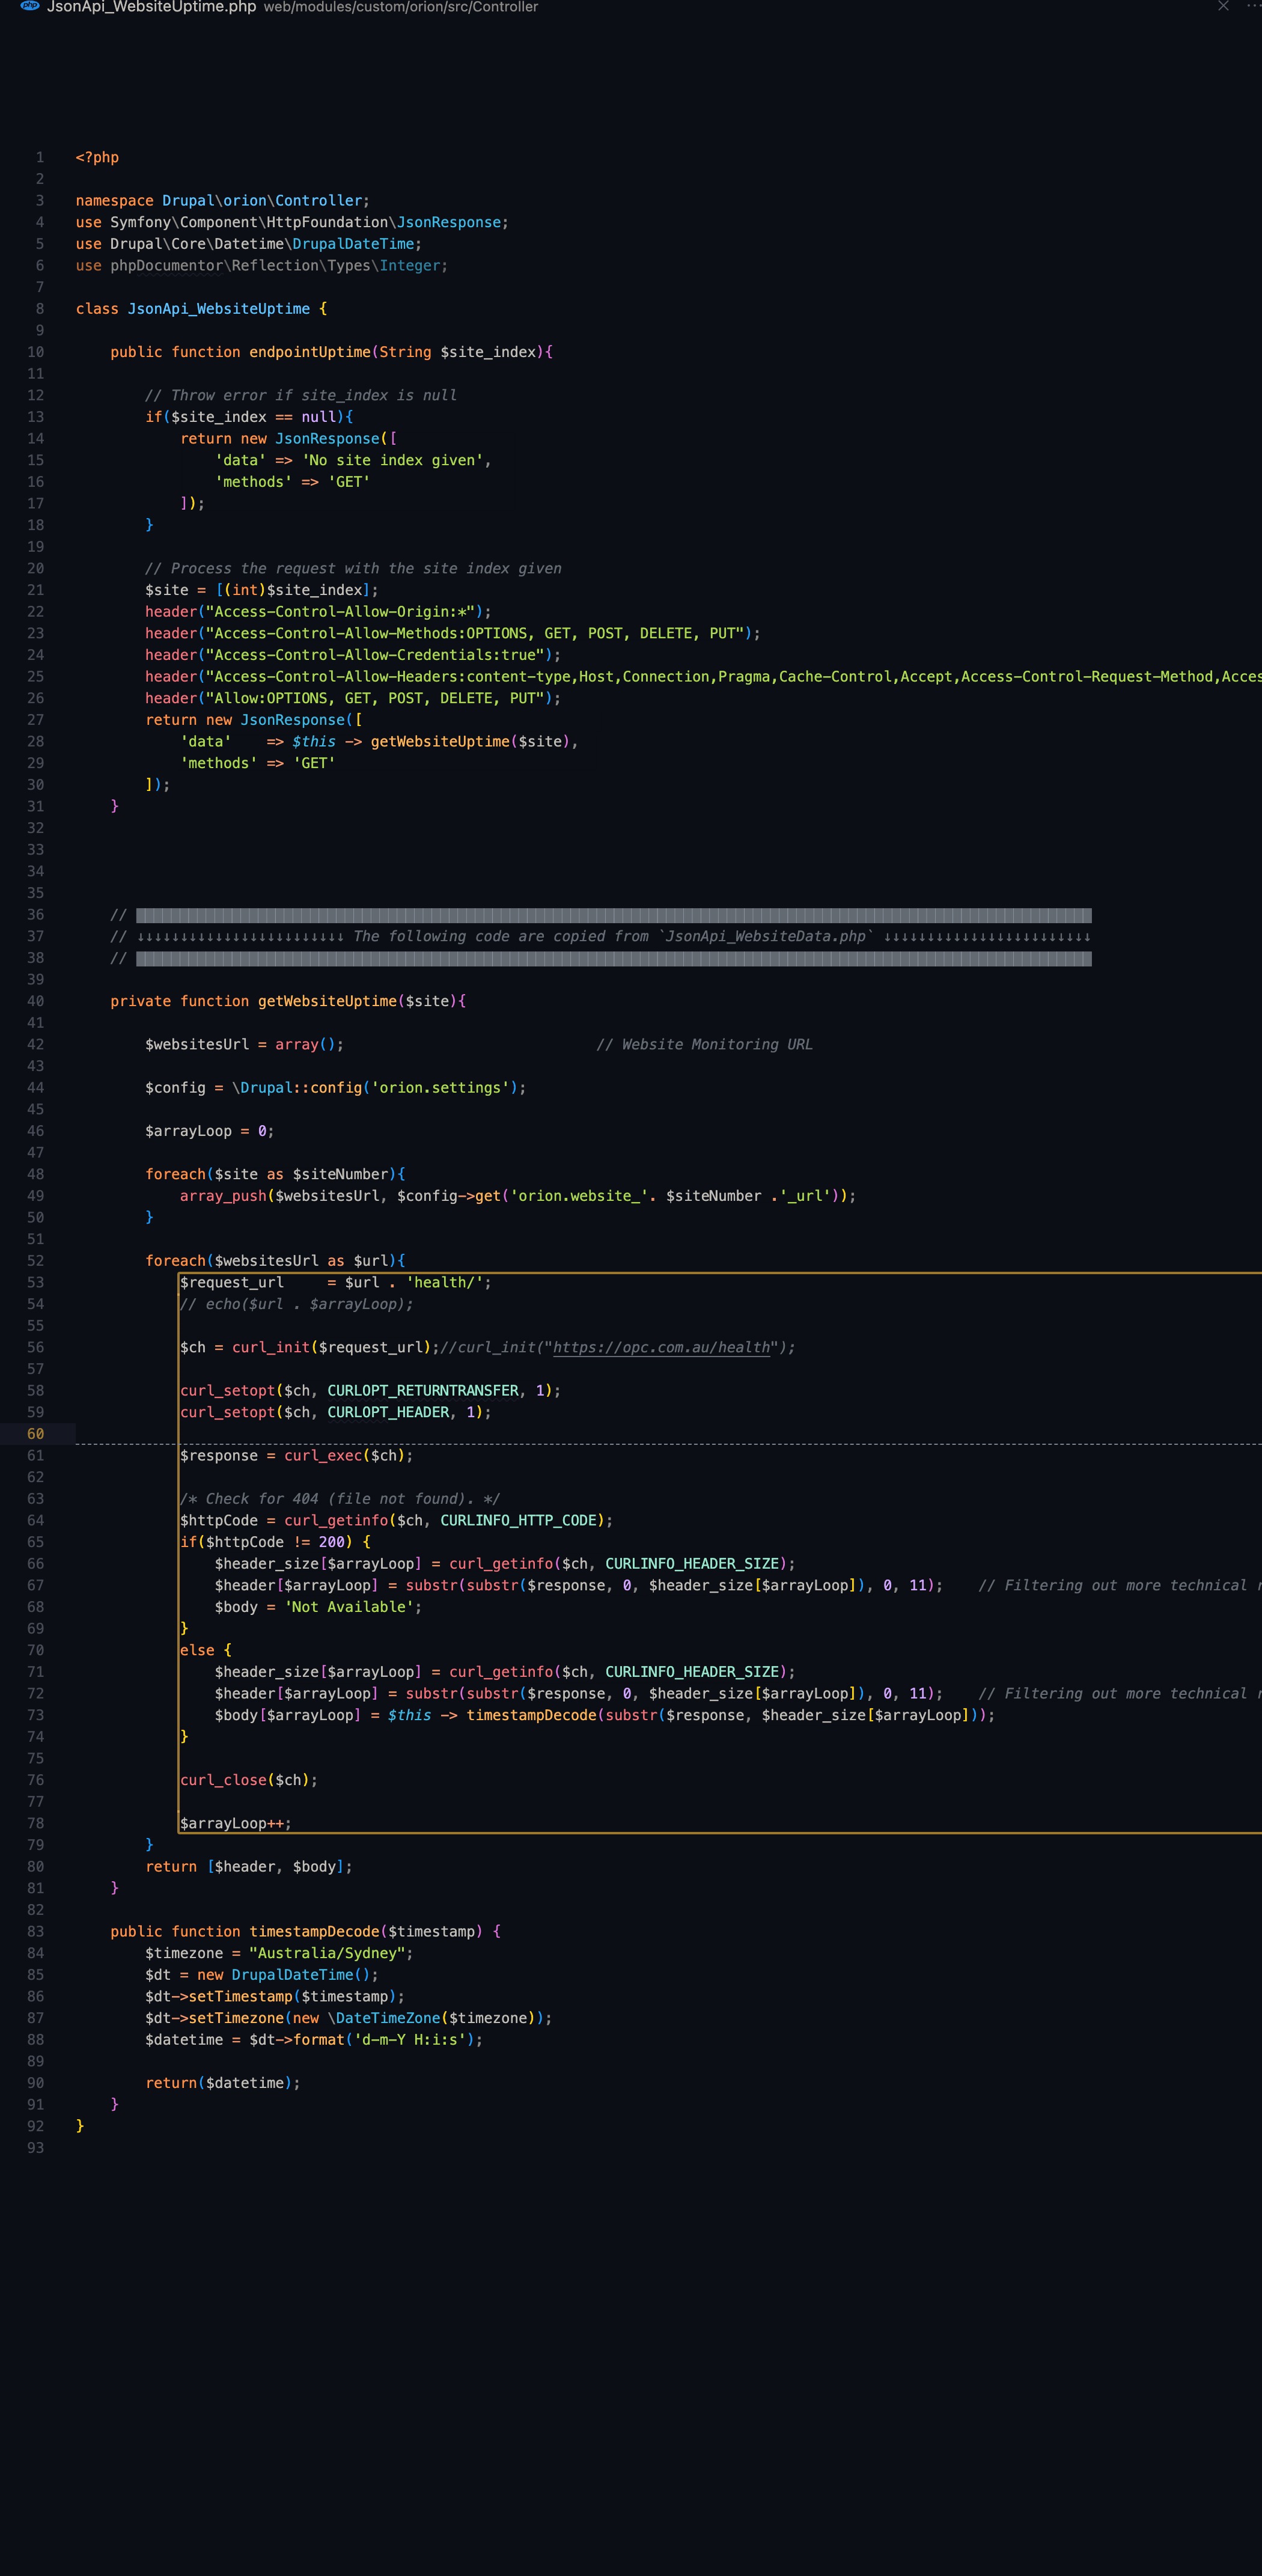 php JsonApi_WebsiteUptime.php web/modules/custom/orion/src/Controller
1 <?php
2
3 namespace Drupal\orion\Controller;
4 use Symfony\Component\HttpFoundation\JsonResponse;
5 use Drupal\Core\Datetime\DrupalDateTime;
6 use phpDocumentor\Reflection\Types\Integer;
7
8 class JsonApi_WebsiteUptime {
9
10 public function endpointUptime(String $site_index){
11
12 // Throw error if site_index is null
13 if($site_index == null){
14 return new JsonResponse([
15 'data' => 'No site index given',
16 'methods' => 'GET'
17 ]);
18 }
19
20 // Process the request with the site index given
21 $site = [(int)$site_index];
22 header("Access-Control-Allow-Origin:*");
23 header("Access-Control-Allow-Methods:OPTIONS, GET, POST, DELETE, PUT");
24 header("Access-Control-Allow-Credentials:true");
25 header("Access-Control-Allow-Headers:content-type,Host,Connection,Pragma,Cache-Control,Accept,Access-Control-Request-Method,Acces
26 header("Allow:OPTIONS, GET, POST, DELETE, PUT");
27 return new JsonResponse([
28 'data' => $this -> getWebsiteUptime($site),
29 'methods' => 'GET'
30 ]);
31 }
32
33
34
35
36 //
37 // ↓↓↓↓↓↓↓↓↓↓↓↓↓↓↓↓↓↓↓↓↓↓↓↓ The following code are copied from `JsonApi_WebsiteData.php` ↓↓↓↓↓↓↓↓↓↓↓↓↓↓↓↓↓↓↓↓↓↓↓↓
38 //
39
40 private function getWebsiteUptime($site){
41
42 $websitesUrl = array(); // Website Monitoring URL
43
44 $config = \Drupal::config('orion.settings');
45
46 $arrayLoop = 0;
47
48 foreach($site as $siteNumber){
49 array_push($websitesUrl, $config->get('orion.website_'. $siteNumber .'_url'));
50 }
51
52 foreach($websitesUrl as $url){
53 $request_url = $url . 'health/';
54 // echo($url . $arrayLoop);
55
56 $ch = curl_init($request_url);//curl_init("https://opc.com.au/health");
57
58 curl_setopt($ch, CURLOPT_RETURNTRANSFER, 1);
59 curl_setopt($ch, CURLOPT_HEADER, 1);
60
61 $response = curl_exec($ch);
62
63 /* Check for 404 (file not found). */
64 $httpCode = curl_getinfo($ch, CURLINFO_HTTP_CODE);
65 if($httpCode != 200) {
66 $header_size[$arrayLoop] = curl_getinfo($ch, CURLINFO_HEADER_SIZE);
67 $header[$arrayLoop] = substr(substr($response, 0, $header_size[$arrayLoop]), 0, 11); // Filtering out more technical
68 $body = 'Not Available';
69 }
70 else {
71 $header_size[$arrayLoop] = curl_getinfo($ch, CURLINFO_HEADER_SIZE);
72 $header[$arrayLoop] = substr(substr($response, 0, $header_size[$arrayLoop]), 0, 11); // Filtering out more technical
73 $body[$arrayLoop] = $this -> timestampDecode(substr($response, $header_size[$arrayLoop]));
74 }
75
76 curl_close($ch);
77
78 $arrayLoop++;
79 }
80 return [$header, $body];
81 }
82
83 public function timestampDecode($timestamp) {
84 $timezone = "Australia/Sydney";
85 $dt = new DrupalDateTime();
86 $dt->setTimestamp($timestamp);
87 $dt->setTimezone(new \DateTimeZone($timezone));
88 $datetime = $dt->format('d-m-Y H:i:s');
89
90 return($datetime);
91 }
92 }
93